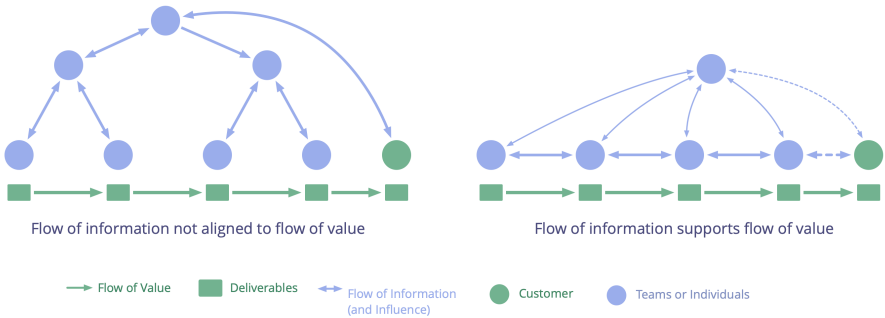 Flow of information not aligned to flow of value
Flow of information supports flow of value
Flow of Value
Deliverables
Flow of Information
(and Influence)
Customer
Teams or Individuals